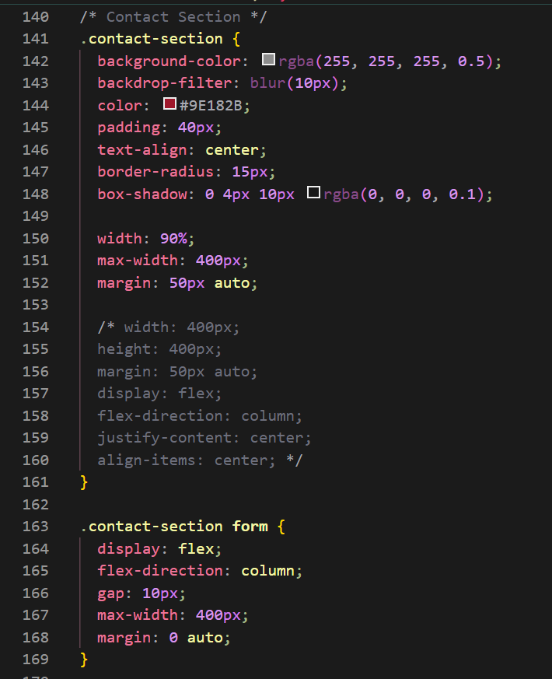 140 /* Contact Section */
141 .contact-section {
142 background-color: rgba(255, 255, 255, 0.5);
143 backdrop-filter: blur(10px);
144 color: #9E182B;
145 padding: 40px;
146 text-align: center;
147 border-radius: 15px;
148 box-shadow: 0 4px 10px rgba(0, 0, 0, 0.1);
149
150 width: 90%;
151 max-width: 400px;
152 margin: 50px auto;
153
154 /* width: 400px;
155 height: 400px;
156 margin: 50px auto;
157 display: flex;
158 flex-direction: column;
159 justify-content: center;
160 align-items: center; */
161 }
162
163 .contact-section form {
164 display: flex;
165 flex-direction: column;
166 gap: 10px;
167 max-width: 400px;
168 margin: 0 auto;
169 }